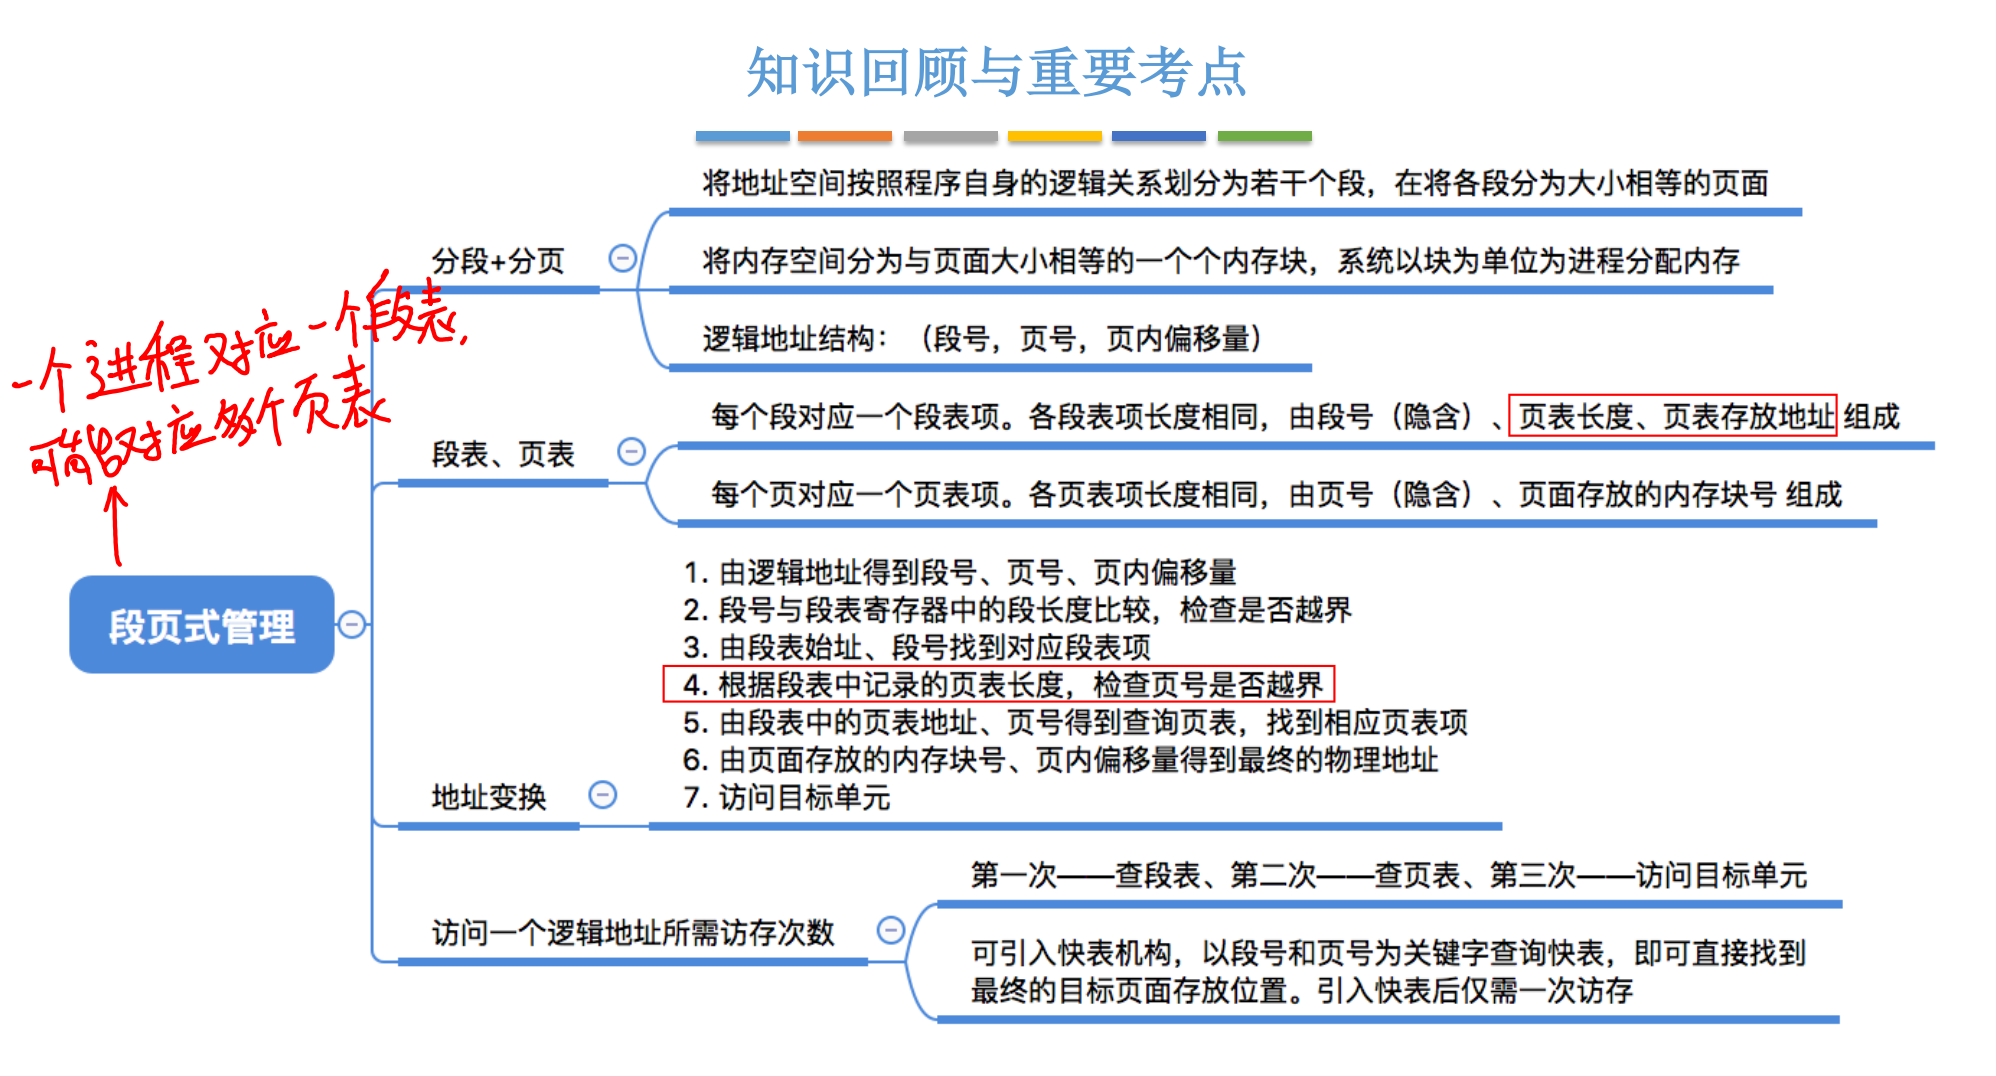 知识回顾与重要考点
将地址空间按照程序自身的逻辑关系划分为若干个段，在将各段分为大小相等的页面
分段+分页
将内存空间分为与页面大小相等的一个个内存块，系统以块为单位为进程分配内存
逻辑地址结构：（段号，页号，页内偏移量）
一个进程对应一个段表，
可能对应多个页表
每个段对应一个段表项。各段表项长度相同，由段号（隐含）、页表长度、页表存放地址 组成
段表、页表
每个页对应一个页表项。各页表项长度相同，由页号（隐含）、页面存放的内存块号 组成
段页式管理
1. 由逻辑地址得到段号、页号、页内偏移量
2. 段号与段表寄存器中的段长度比较，检查是否越界
3. 由段表始址、段号找到对应段表项
4. 根据段表中记录的页表长度，检查页号是否越界
5. 由段表中的页表地址、页号得到查询页表，找到相应页表项
6. 由页面存放的内存块号、页内偏移量得到最终的物理地址
7. 访问目标单元
地址变换
第一次——查段表、第二次——查页表、第三次——访问目标单元
访问一个逻辑地址所需访存次数
可引入快表机构，以段号和页号为关键字查询快表，即可直接找到
最终的目标页面存放位置。引入快表后仅需一次访存